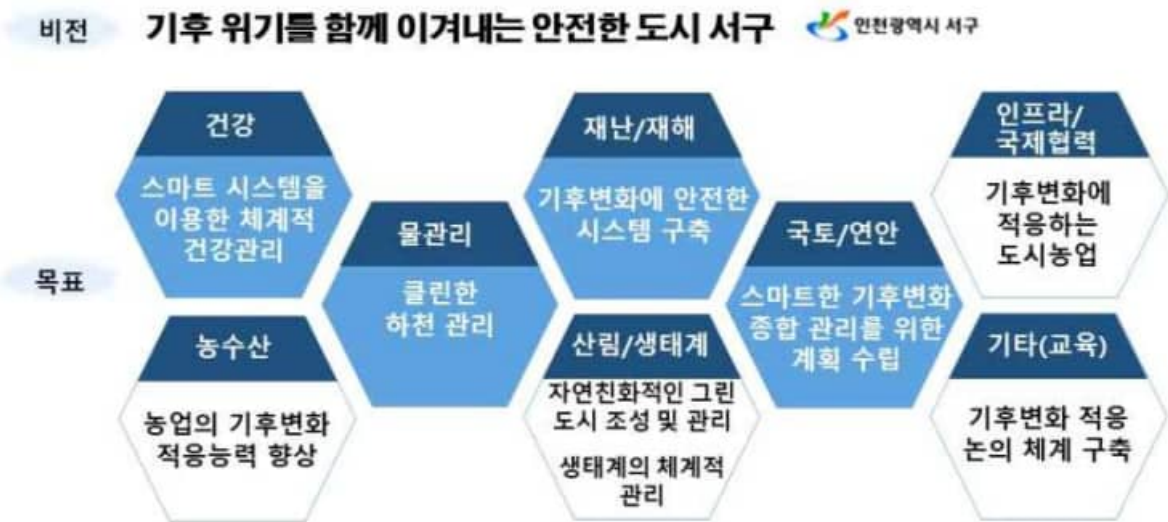 비전
기후 위기를 함께 이겨내는 안전한 도시 서구
인천광역시 서구
목표
건강
스마트 시스템을
이용한 체계적
건강관리
물관리
클린한
하천 관리
재난/재해
기후변화에 안전한
시스템 구축
국토/연안
스마트한 기후변화
종합 관리를 위한
계획 수립
인프라/
국제협력
기후변화에
적응하는
도시농업
농수산
농업의 기후변화
적응능력 향상
산림/생태계
자연친화적인 그린
도시 조성 및 관리
생태계의 체계적
관리
기타(교육)
기후변화 적응
논의 체계 구축